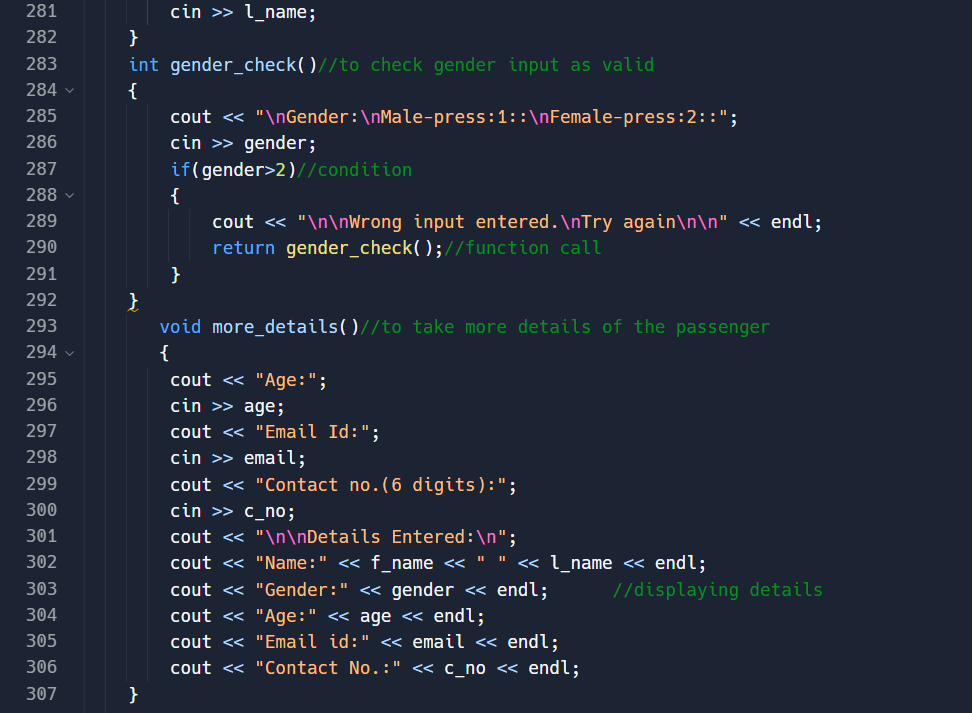 281 cin >> l_name;
282 }
283 int gender_check()//to check gender input as valid
284 {
285 cout << "\nGender:\nMale-press:1::\nFemale-press:2::";
286 cin >> gender;
287 if(gender>2)//condition
288 {
289 cout << "\n\nWrong input entered.\nTry again\n\n" << endl;
290 return gender_check();//function call
291 }
292 }
293 void more_details()//to take more details of the passenger
294 {
295 cout << "Age:";
296 cin >> age;
297 cout << "Email Id:";
298 cin >> email;
299 cout << "Contact no.(6 digits):";
300 cin >> c_no;
301 cout << "\n\nDetails Entered:\n";
302 cout << "Name:" << f_name << " " << l_name << endl;
303 cout << "Gender:" << gender << endl; //displaying details
304 cout << "Age:" << age << endl;
305 cout << "Email id:" << email << endl;
306 cout << "Contact No.:" << c_no << endl;
307 }